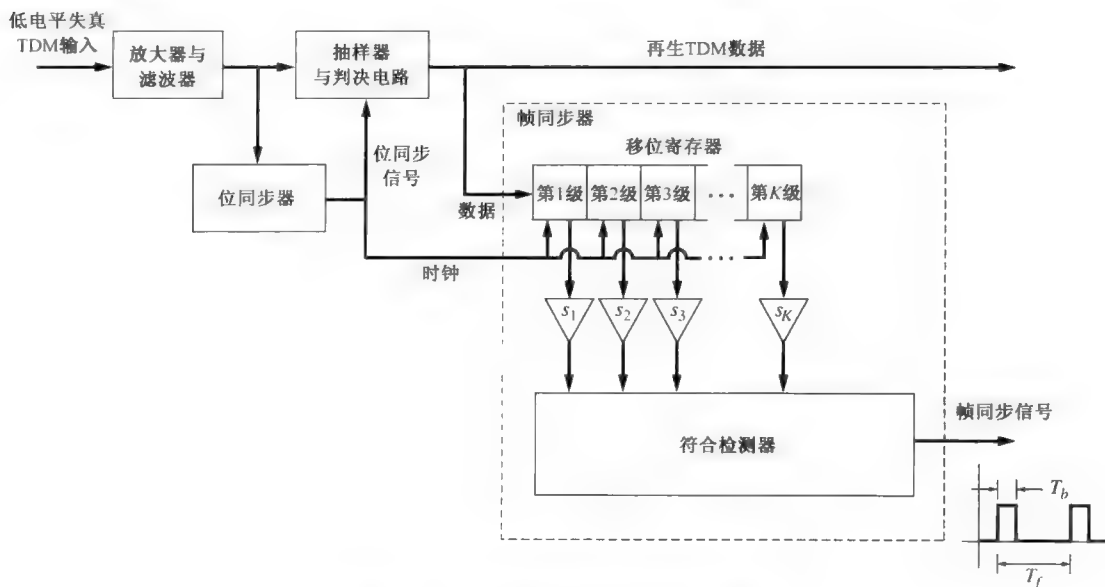 低电平失真
TDM输入
放大器与
滤波器
抽样器
与判决电路
再生TDM数据
帧同步器
移位寄存器
位同步
信号
位同步器
数据
第1级
第2级
第3级
···
第K级
时钟
····
s₁
s₂
s₃
s_K
符合检测器
帧同步信号
T_b
T_f